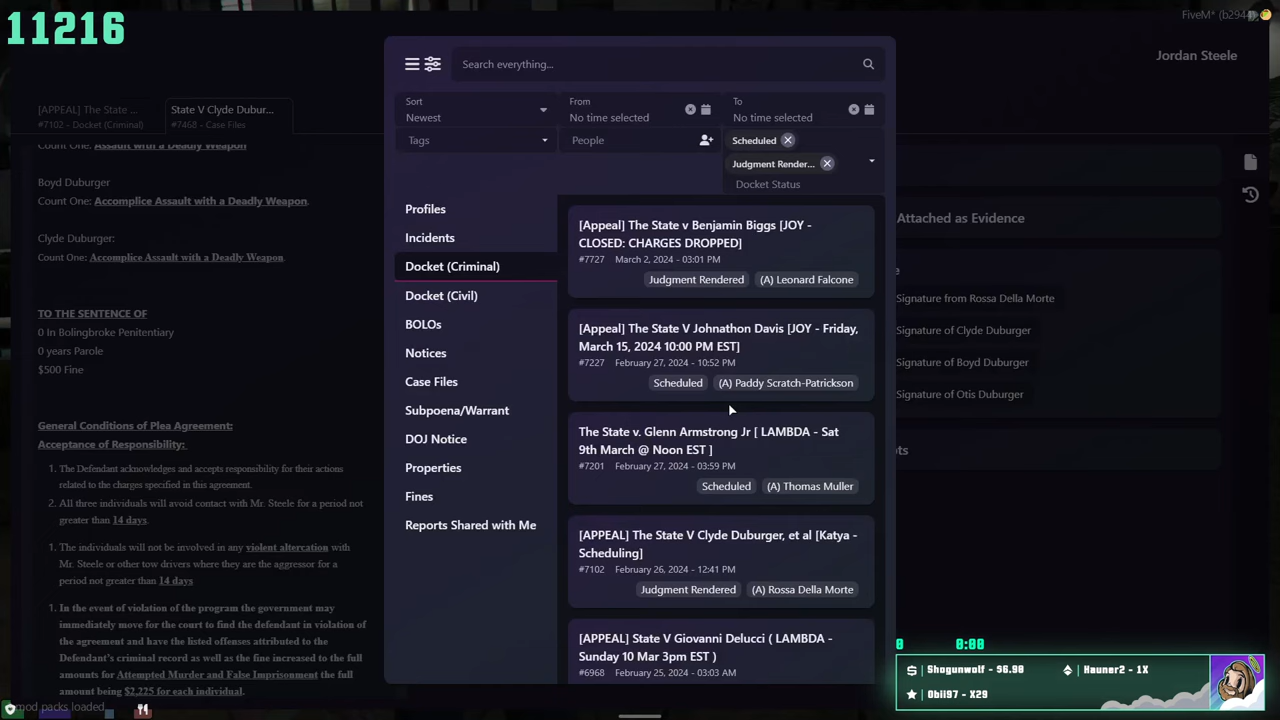 11216
FiveM* (b294
Jordan Steele
[APPEAL] The State ...
#7102 - Docket (Criminal)
State V Clyde Dubur...
#7468 - Case Files
Count One: Assault with a Deadly Weapon
Boyd Duburger
Count One: Accomplice Assault with a Deadly Weapon.
Clyde Duburger:
Count One: Accomplice Assault with a Deadly Weapon.
TO THE SENTENCE OF
0 In Bolingbroke Penitentiary
0 years Parole
$500 Fine
General Conditions of Plea Agreement:
Acceptance of Responsibility:
1. The Defendant acknowledges and accepts responsibility for their actions
related to the charges specified in this agreement.
2. All three individuals will avoid contact with Mr. Steele for a period not
greater than 14 days.
1. The individuals will not be involved in any violent altercation with
Mr. Steele or other tow drivers where they are the aggressor for a
period not greater than 14 days
1. In the event of violation of the program the government may
immediately move for the court to find the defendant in violation of
the agreement and have the listed offenses attributed to the
Defendant's criminal record as well as the fine increased to the full
amounts for Attempted Murder and False Imprisonment the full
amount being $2,225 for each individual.
mod packs loaded
Search everything...
Sort
Newest
From
No time selected
To
No time selected
Tags
People
Scheduled
Judgment Render...
Docket Status
Profiles
Incidents
Docket (Criminal)
Docket (Civil)
BOLOs
Notices
Case Files
Subpoena/Warrant
DOJ Notice
Properties
Fines
Reports Shared with Me
[Appeal] The State v Benjamin Biggs [JOY -
CLOSED: CHARGES DROPPED]
#7727 March 2, 2024 - 03:01 PM
Judgment Rendered (A) Leonard Falcone
[Appeal] The State V Johnathon Davis [JOY - Friday,
March 15, 2024 10:00 PM EST]
#7227 February 27, 2024 - 10:52 PM
Scheduled (A) Paddy Scratch-Patrickson
The State v. Glenn Armstrong Jr [ LAMBDA - Sat
9th March @ Noon EST ]
#7201 February 27, 2024 - 03:59 PM
Scheduled (A) Thomas Muller
[APPEAL] The State V Clyde Duburger, et al [Katya -
Scheduling]
#7102 February 26, 2024 - 12:41 PM
Judgment Rendered (A) Rossa Della Morte
[APPEAL] State V Giovanni Delucci ( LAMBDA -
Sunday 10 Mar 3pm EST )
#6968 February 25, 2024 - 03:03 AM
Attached as Evidence
Signature from Rossa Della Morte
Signature of Clyde Duburger
Signature of Boyd Duburger
Signature of Otis Duburger
0 0:00
Shogunwolf - $6.90
Hauner2 - 1X
Obli97 - X29